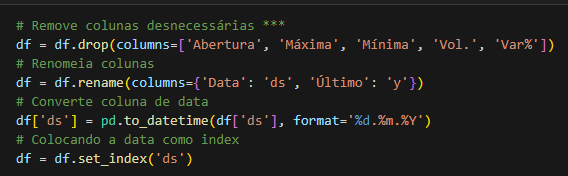 # Remove colunas desnecessárias ***
df = df.drop(columns=['Abertura', 'Máxima', 'Mínima', 'Vol.', 'Var%'])
# Renomeia colunas
df = df.rename(columns={'Data': 'ds', 'Último': 'y'})
# Converte coluna de data
df['ds'] = pd.to_datetime(df['ds'], format='%d.%m.%Y')
# Colocando a data como index
df = df.set_index('ds')